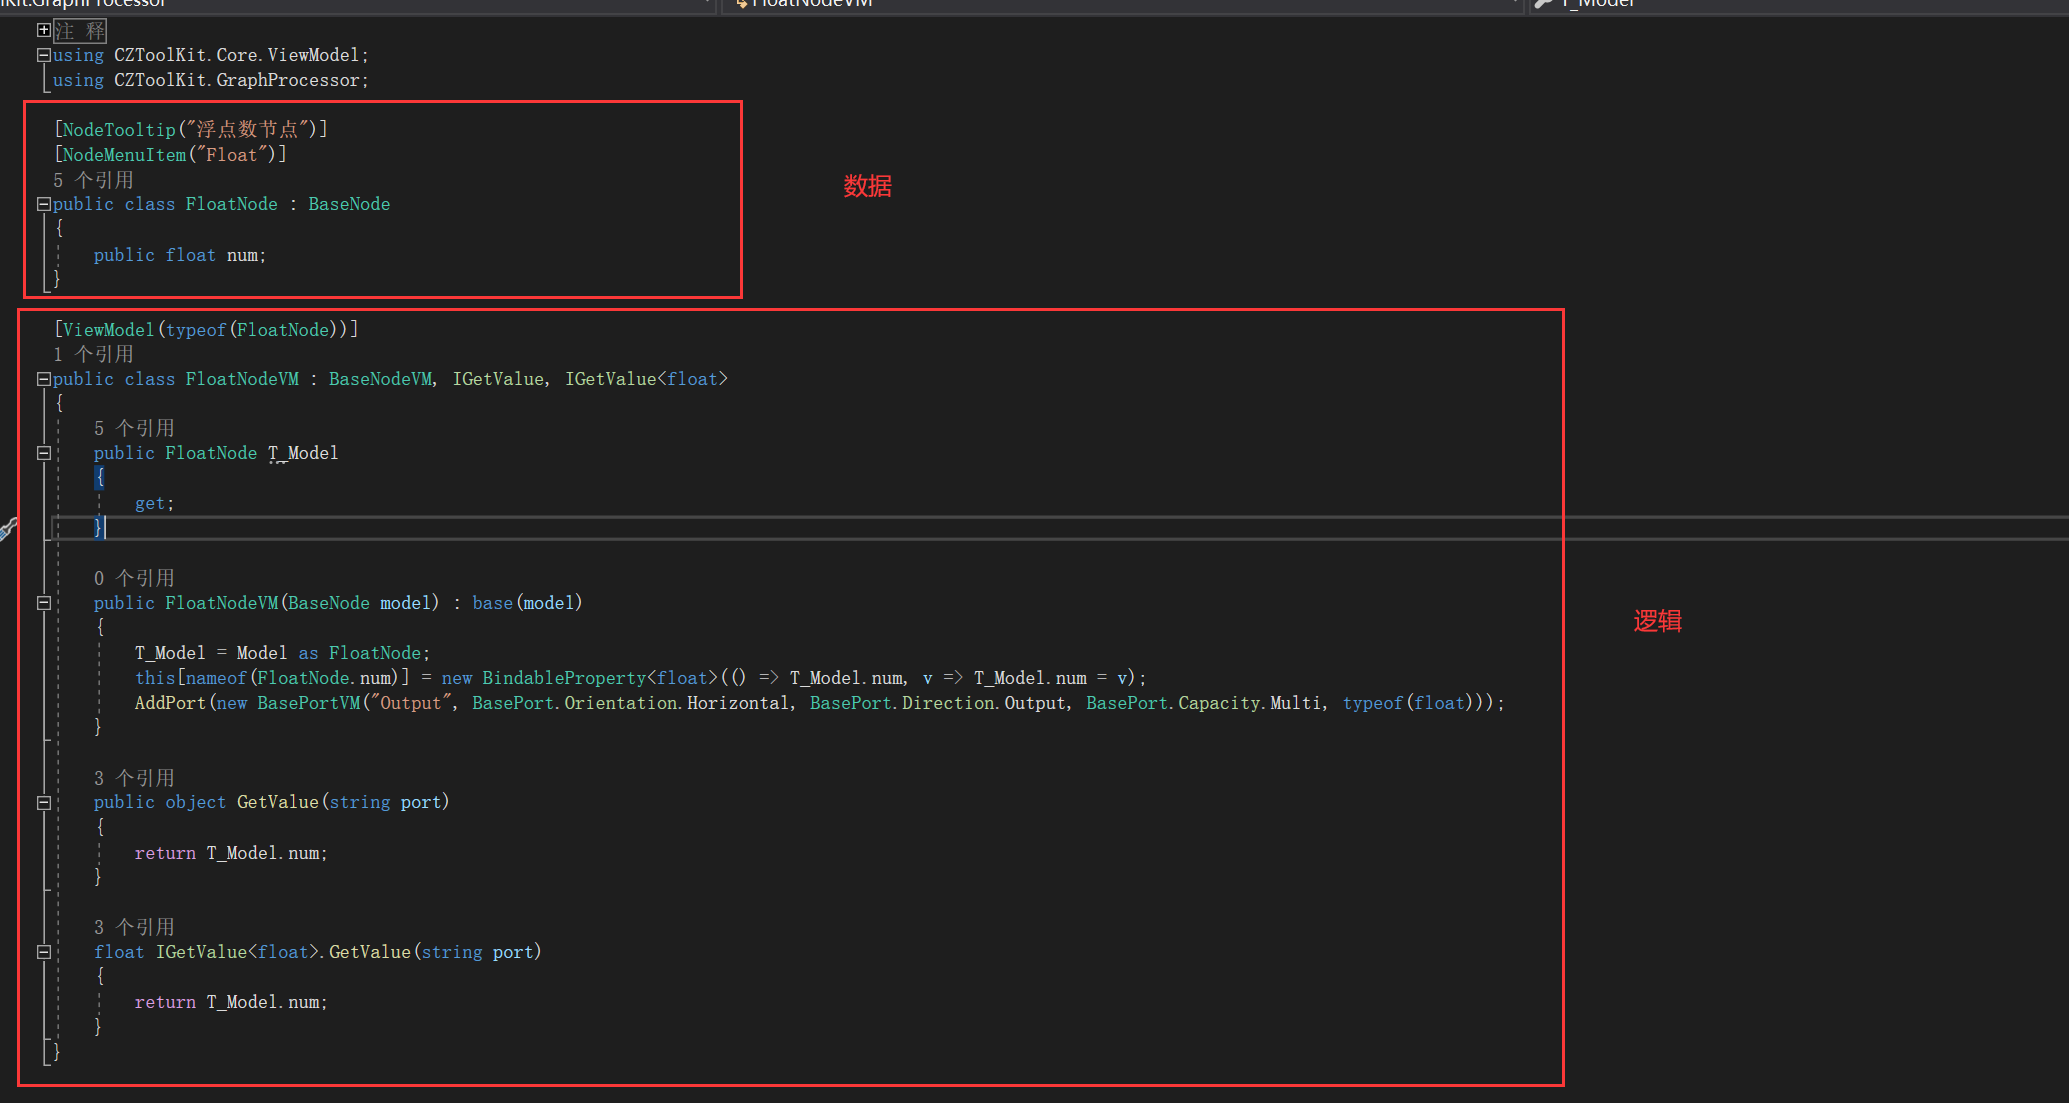 IKit.GraphProcessor
FloatNodeVM
T_Model
注 释
using CZToolKit.Core.ViewModel;
using CZToolKit.GraphProcessor;
[NodeTooltip("浮点数节点")]
[NodeMenuItem("Float")]
5 个引用
数据
public class FloatNode : BaseNode
{
public float num;
}
[ViewModel(typeof(FloatNode))]
1 个引用
public class FloatNodeVM : BaseNodeVM, IGetValue, IGetValue<float>
{
5 个引用
public FloatNode T_Model
{
get;
}
0 个引用
public FloatNodeVM(BaseNode model) : base(model)
逻辑
{
T_Model = Model as FloatNode;
this[nameof(FloatNode.num)] = new BindableProperty<float>(() => T_Model.num, v => T_Model.num = v);
AddPort(new BasePortVM("Output", BasePort.Orientation.Horizontal, BasePort.Direction.Output, BasePort.Capacity.Multi, typeof(float)));
}
3 个引用
public object GetValue(string port)
{
return T_Model.num;
}
3 个引用
float IGetValue<float>.GetValue(string port)
{
return T_Model.num;
}
}